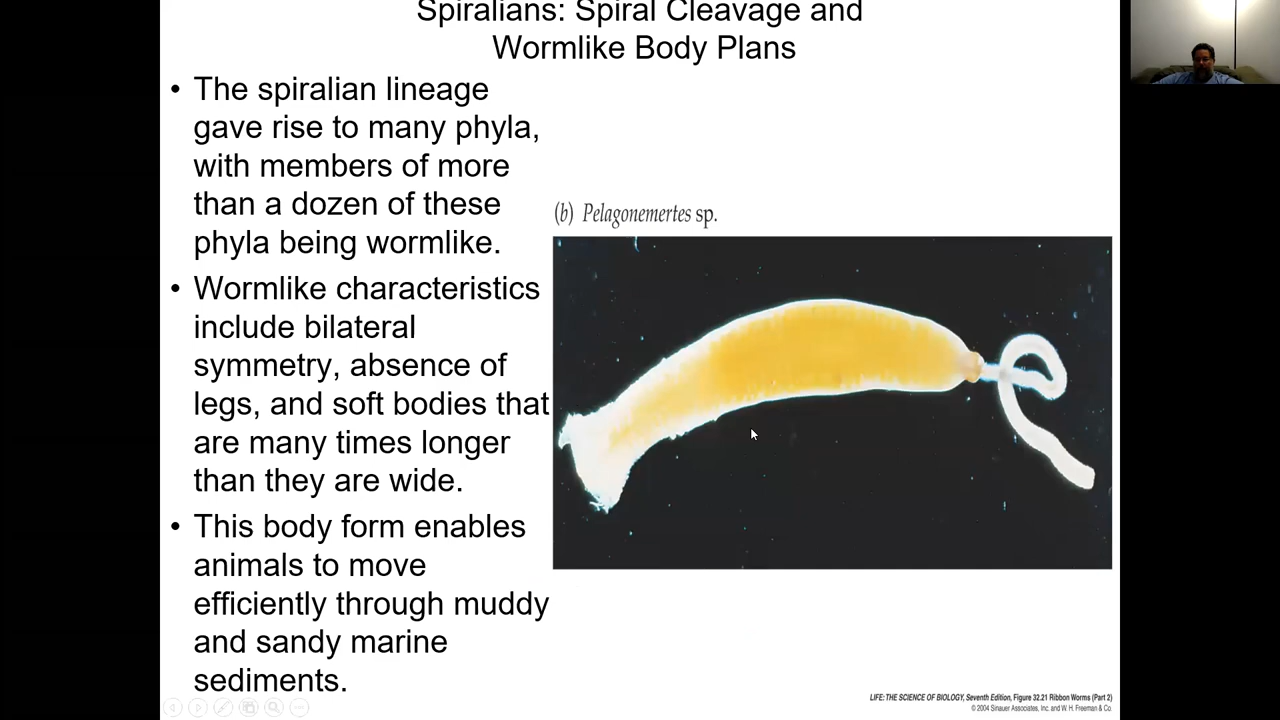 Spiralians: Spiral Cleavage and
Wormlike Body Plans
• The spiralian lineage
gave rise to many phyla,
with members of more
than a dozen of these
phyla being wormlike.
• Wormlike characteristics
include bilateral
symmetry, absence of
legs, and soft bodies that
are many times longer
than they are wide.
• This body form enables
animals to move
efficiently through muddy
and sandy marine
sediments.
(b) Pelagonemertes sp.
LIFE: THE SCIENCE OF BIOLOGY, Seventh Edition, Figure 32.21 Ribbon Worms (Part 2)
© 2004 Sinauer Associates, Inc. and W. H. Freeman & Co.